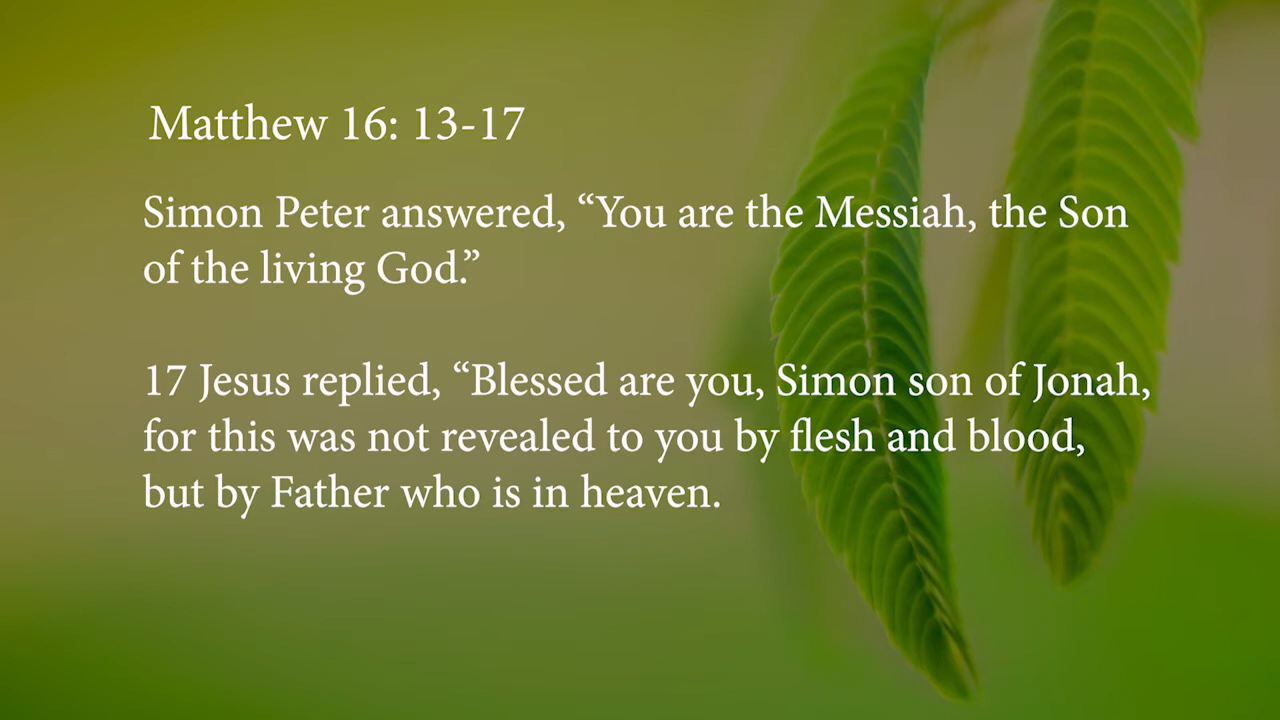 Matthew 16: 13-17
Simon Peter answered, “You are the Messiah, the Son
of the living God.”
17 Jesus replied, “Blessed are you, Simon son of Jonah,
for this was not revealed to you by flesh and blood,
but by Father who is in heaven.